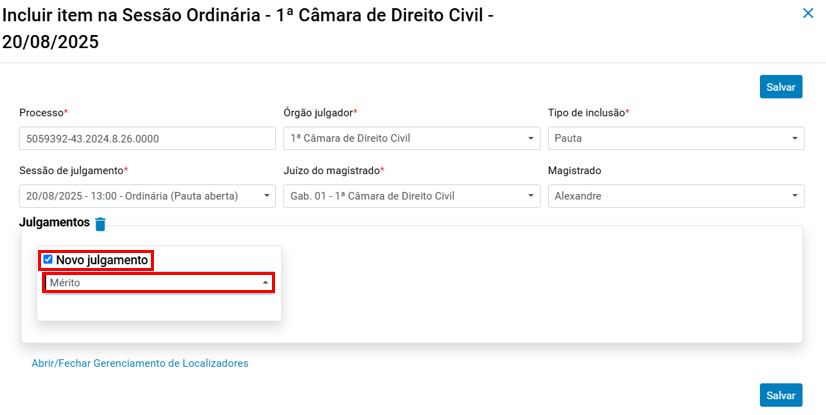 Incluir item na Sessão Ordinária - 1ª Câmara de Direito Civil -
20/08/2025
Salvar
Processo*
Órgão julgador*
Tipo de inclusão*
5059392-43.2024.8.26.0000
1ª Câmara de Direito Civil
Pauta
Sessão de julgamento*
Juízo do magistrado*
Magistrado
20/08/2025 - 13:00 - Ordinária (Pauta aberta)
Gab. 01 - 1ª Câmara de Direito Civil
Alexandre
Julgamentos
Novo julgamento
Mérito
Abrir/Fechar Gerenciamento de Localizadores
Salvar